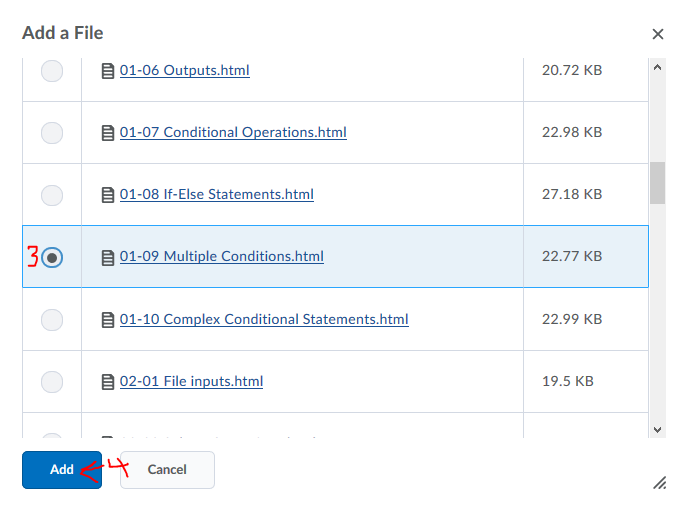 Add a File
01-06 Outputs.html 20.72 KB
01-07 Conditional Operations.html 22.98 KB
01-08 If-Else Statements.html 27.18 KB
3 01-09 Multiple Conditions.html 22.77 KB
01-10 Complex Conditional Statements.html 22.99 KB
02-01 File inputs.html 19.5 KB
Add 4 Cancel